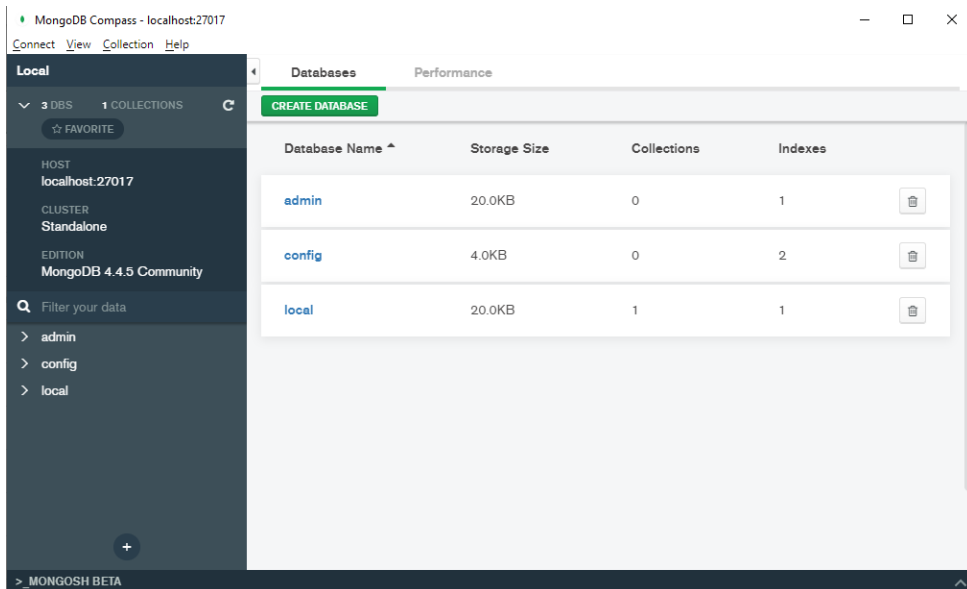 MongoDB Compass - localhost:27017
Connect View Collection Help
Local
3 DBS 1 COLLECTIONS
FAVORITE
HOST
localhost:27017
CLUSTER
Standalone
EDITION
MongoDB 4.4.5 Community
Filter your data
admin
config
local
>_MONGOSH BETA
Databases Performance
CREATE DATABASE
Database Name Storage Size Collections Indexes
admin 20.0KB 0 1
config 4.0KB 0 2
local 20.0KB 1 1